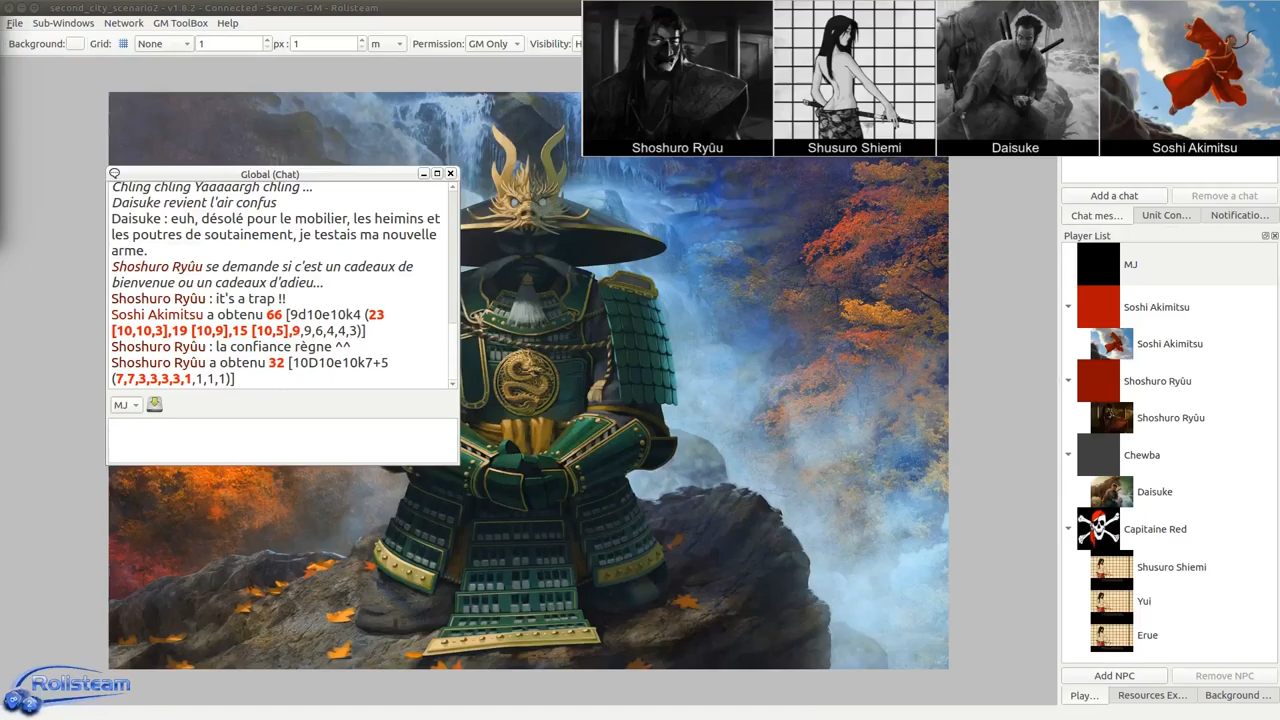 second_city_scenario2 - v1.8.2 - Connected - Server - GM - Rolisteam
File Sub-Windows Network GM ToolBox Help
Background: Grid: None 1 px : 1 m Permission: GM Only Visibility: H
Shoshuro Ryûu Shusuro Shiemi Daisuke Soshi Akimitsu
Global (Chat)
Chling chling Yaaaaargh chling ...
Daisuke revient l'air confus
Daisuke : euh, désolé pour le mobilier, les heimins et
les poutres de soutainement, je testais ma nouvelle
arme.
Shoshuro Ryûu se demande si c'est un cadeaux de
bienvenue ou un cadeaux d'adieu...
Shoshuro Ryûu : it's a trap !!
Soshi Akimitsu a obtenu 66 [9d10e10k4 (23
[10,10,3],19 [10,9],15 [10,5],9,9,6,4,4,3)]
Shoshuro Ryûu : la confiance règne ^^
Shoshuro Ryûu a obtenu 32 [10D10e10k7+5
(7,7,3,3,3,3,1,1,1,1)]
MJ
Add a chat Remove a chat
Chat mes... Unit Con... Notificatio...
Player List
MJ
Soshi Akimitsu
Soshi Akimitsu
Shoshuro Ryûu
Shoshuro Ryûu
Chewba
Daisuke
Capitaine Red
Shusuro Shiemi
Yui
Erue
Add NPC Remove NPC
Play... Resources Ex... Background ...
Rolisteam